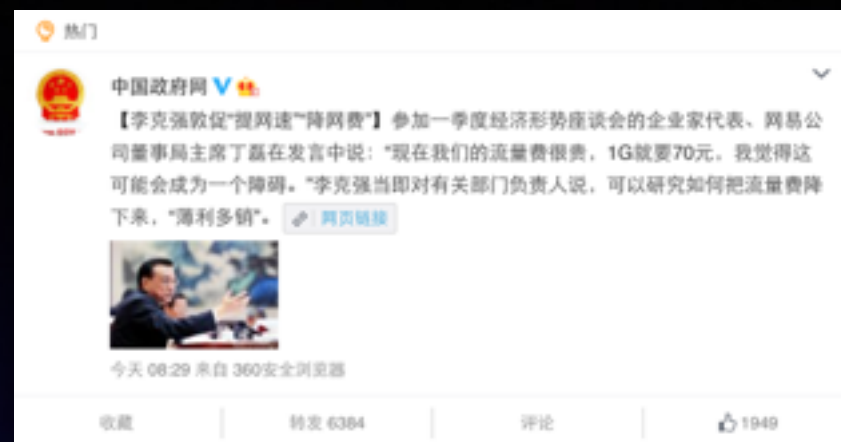 热门
中国政府网 V
【李克强敦促“提网速”“降网费”】参加一季度经济形势座谈会的企业家代表、网易公
司董事局主席丁磊在发言中说：“现在我们的流量费很贵，1G就要70元，我觉得这
可能会成为一个障碍。”李克强当即对有关部门负责人说，可以研究如何把流量费降
下来，“薄利多销”。 网页链接
今天 08:29 来自 360安全浏览器
收藏 转发 6384 评论 1949